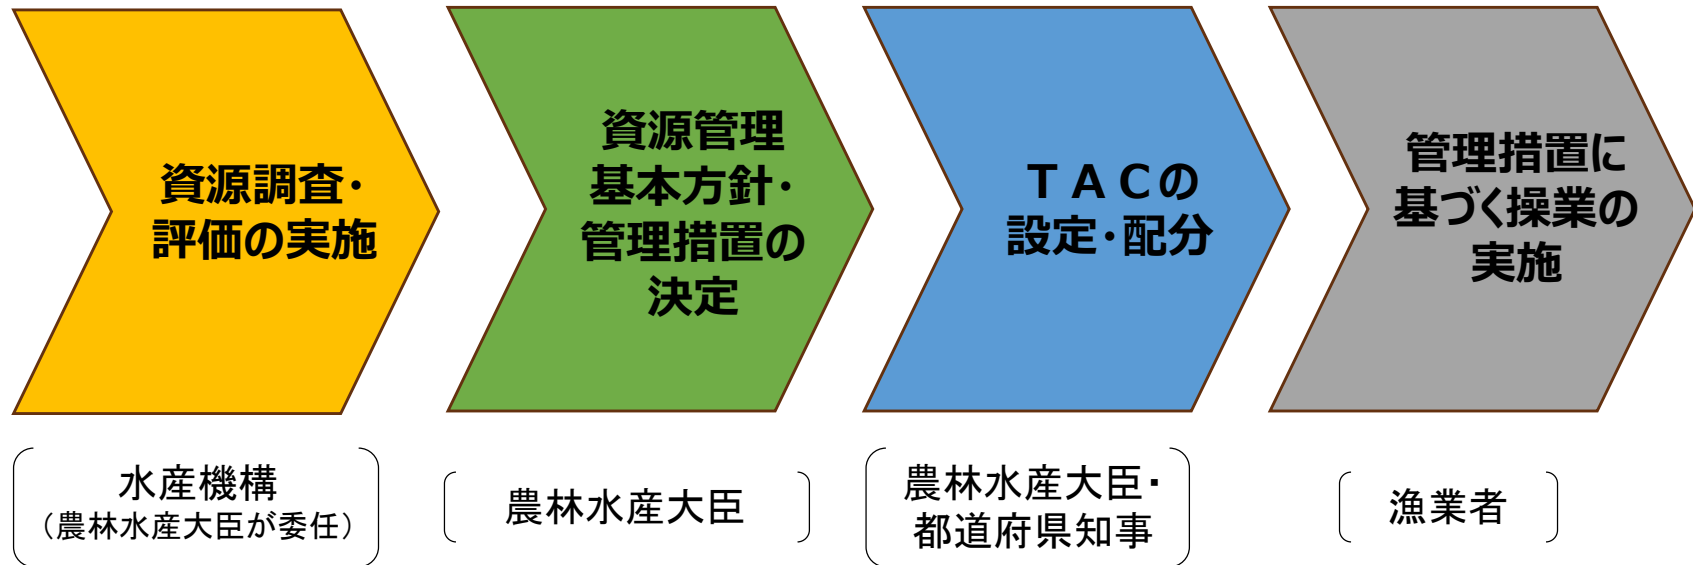 資源調査・
評価の実施
資源管理
基本方針・
管理措置の
決定
ＴＡＣの
設定・配分
管理措置に
基づく操業の
実施
水産機構
（農林水産大臣が委任）
農林水産大臣
農林水産大臣・
都道府県知事
漁業者